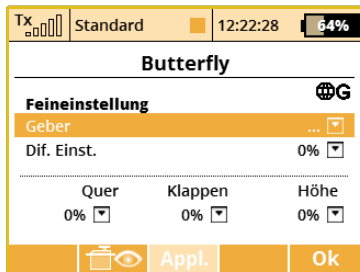 Tx Standard 12:22:28 64%
Butterfly
G
Feineinstellung
Geber ...
Dif. Einst. 0%
Quer Klappen Höhe
0% 0% 0%
Appl. Ok